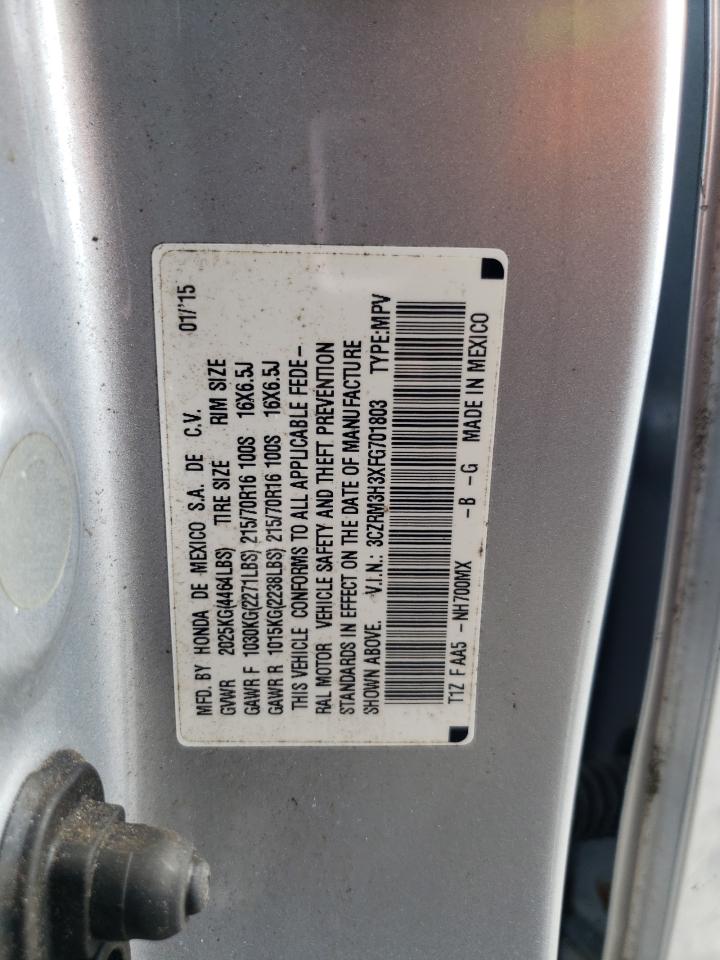 MFD. BY HONDA DE MEXICO S.A. DE C.V. 01/'15
GVWR 2025KG(4464LBS) TIRE SIZE RIM SIZE
GAWR F 1030KG(2271LBS) 215/70R16 100S 16X6.5J
GAWR R 1015KG(2238LBS) 215/70R16 100S 16X6.5J
THIS VEHICLE CONFORMS TO ALL APPLICABLE FEDE-
RAL MOTOR VEHICLE SAFETY AND THEFT PREVENTION
STANDARDS IN EFFECT ON THE DATE OF MANUFACTURE
SHOWN ABOVE. V.I.N.: 3CZRM3H3XFG701803 TYPE:MPV
T1Z F AA5 -NH700MX -B -G MADE IN MEXICO